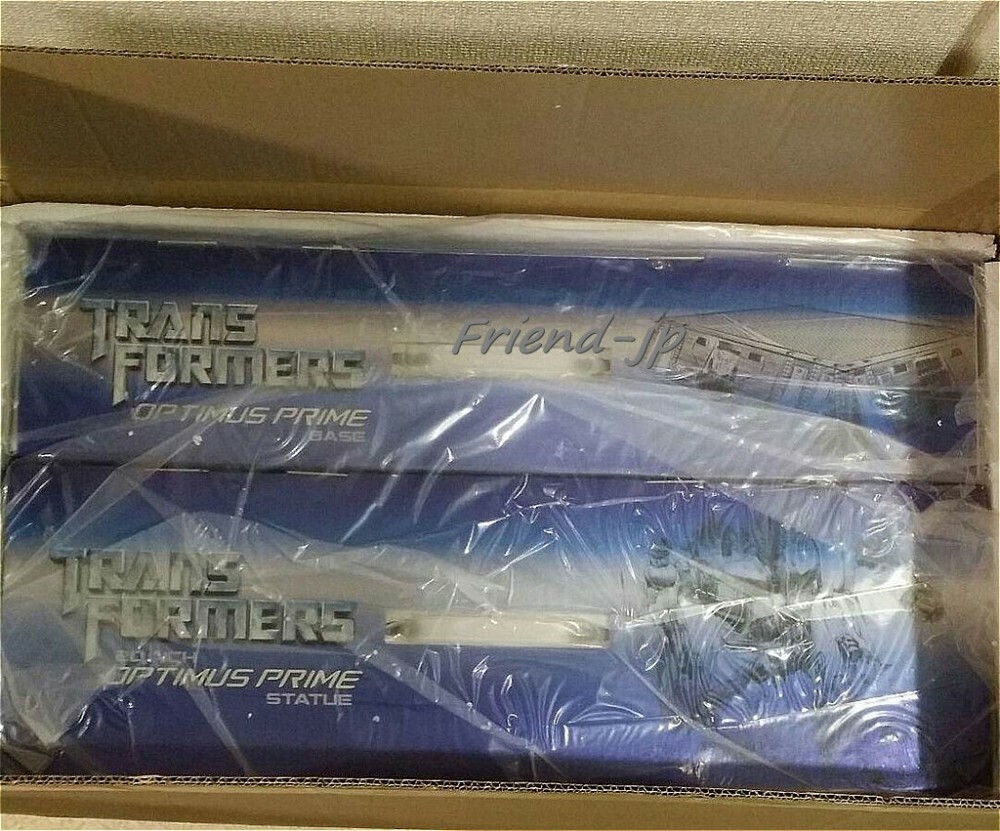 TRANS
FORMERS
Friend-jp
OPTIMUS PRIME
BASE
TRANS
FORMERS
OPTIMUS PRIME
STATUE